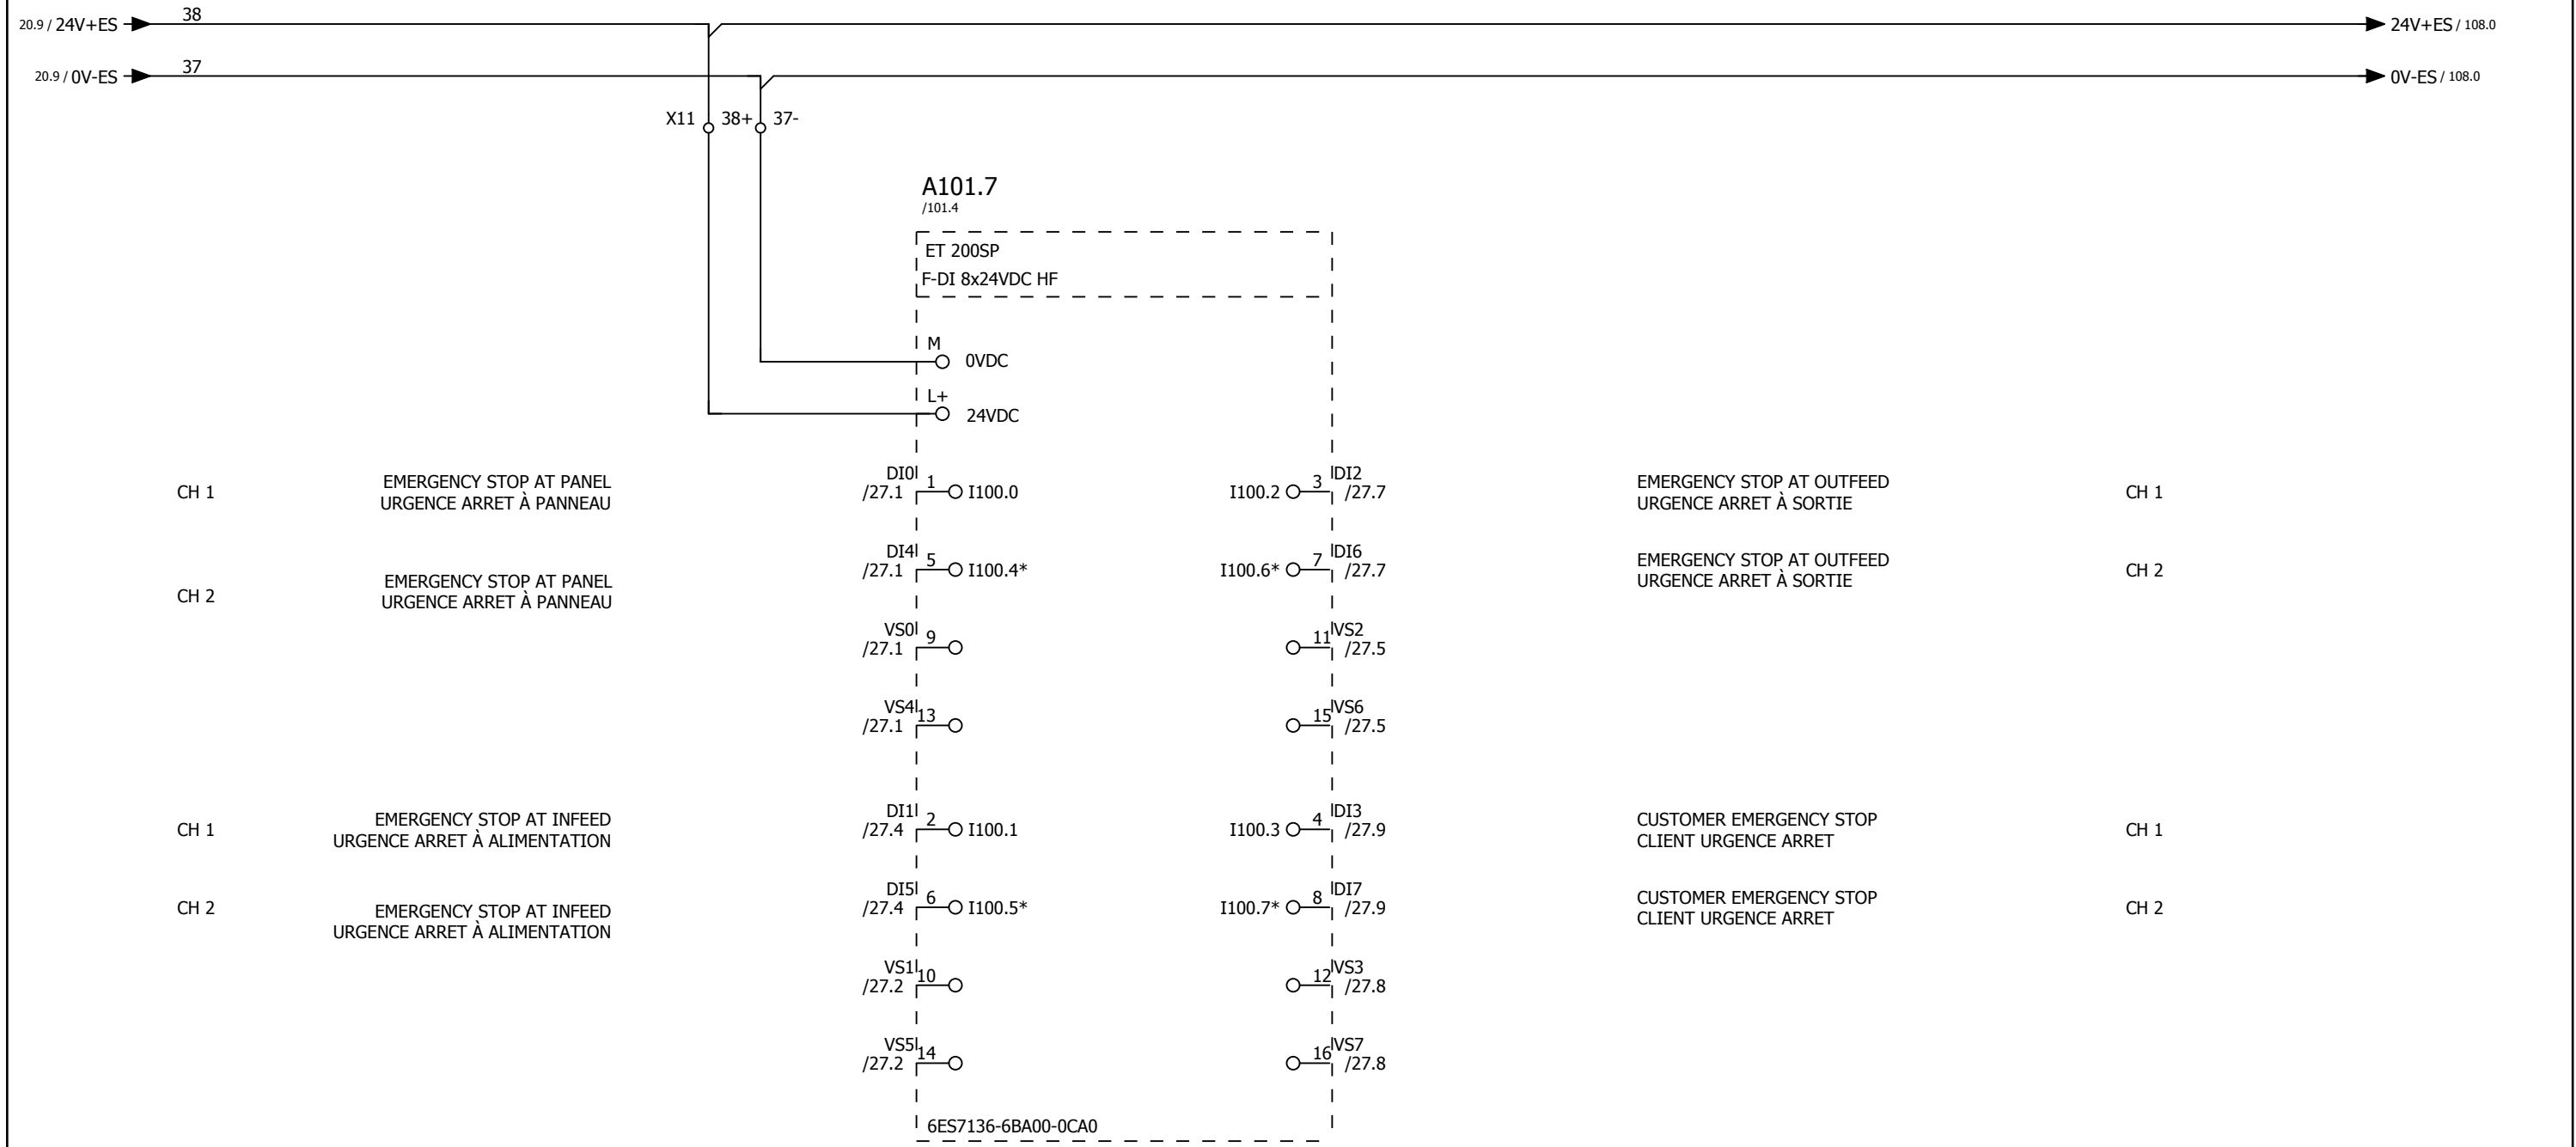 20.9 / 24V+ES 38 24V+ES / 108.0
20.9 / 0V-ES 37 0V-ES / 108.0
X11 38+ 37-
A101.7
/101.4
ET 200SP
F-DI 8x24VDC HF
M
0VDC
L+
24VDC
CH 1
EMERGENCY STOP AT PANEL
URGENCE ARRET À PANNEAU
DI0
/27.1 1 I100.0
I100.2 3 DI2
/27.7
EMERGENCY STOP AT OUTFEED
URGENCE ARRET À SORTIE
CH 1
CH 2
EMERGENCY STOP AT PANEL
URGENCE ARRET À PANNEAU
DI4
/27.1 5 I100.4*
I100.6* 7 DI6
/27.7
EMERGENCY STOP AT OUTFEED
URGENCE ARRET À SORTIE
CH 2
VS0
/27.1 9
11 VS2
/27.5
VS4
/27.1 13
15 VS6
/27.5
CH 1
EMERGENCY STOP AT INFEED
URGENCE ARRET À ALIMENTATION
DI1
/27.4 2 I100.1
I100.3 4 DI3
/27.9
CUSTOMER EMERGENCY STOP
CLIENT URGENCE ARRET
CH 1
CH 2
EMERGENCY STOP AT INFEED
URGENCE ARRET À ALIMENTATION
DI5
/27.4 6 I100.5*
I100.7* 8 DI7
/27.9
CUSTOMER EMERGENCY STOP
CLIENT URGENCE ARRET
CH 2
VS1
/27.2 10
12 VS3
/27.8
VS5
/27.2 14
16 VS7
/27.8
6ES7136-6BA00-0CA0